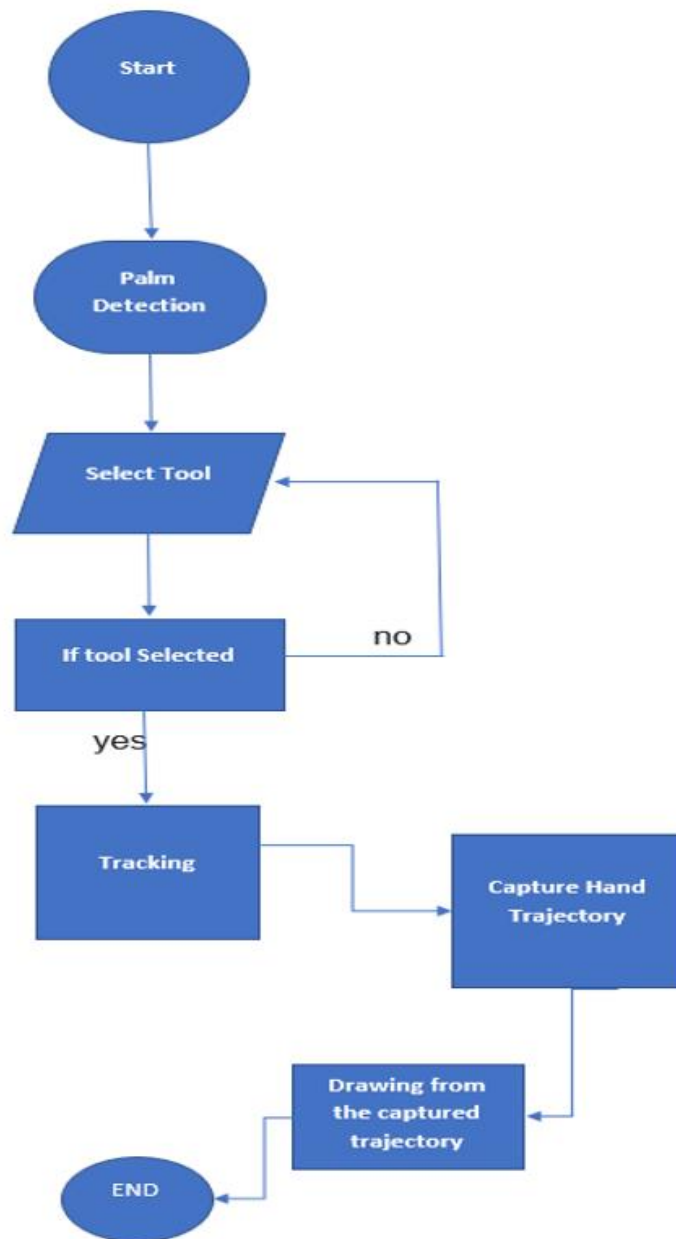 Start
Palm
Detection
Select Tool
If tool Selected
no
yes
Tracking
Capture Hand
Trajectory
Drawing from
the captured
trajectory
END